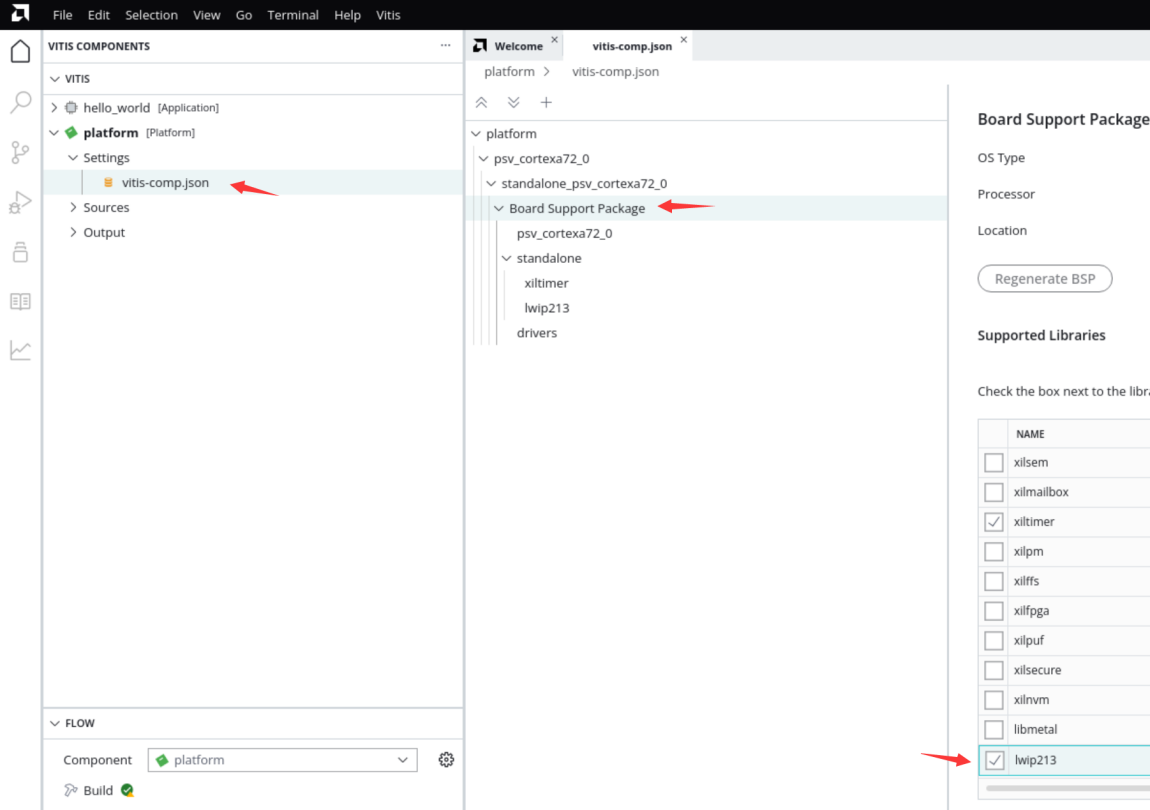 File Edit Selection View Go Terminal Help Vitis
VITIS COMPONENTS ...
VITIS
hello_world [Application]
platform [Platform]
Settings
vitis-comp.json
Sources
Output
FLOW
Component platform
Build
Welcome × vitis-comp.json ×
platform > vitis-comp.json
platform
psv_cortexa72_0
standalone_psv_cortexa72_0
Board Support Package
psv_cortexa72_0
standalone
xiltimer
lwip213
drivers
Board Support Package
OS Type
Processor
Location
Regenerate BSP
Supported Libraries
Check the box next to the libr
NAME
xilsem
xilmailbox
xiltimer
xilpm
xilffs
xilfpga
xilpuf
xilsecure
xilnvm
libmetal
lwip213